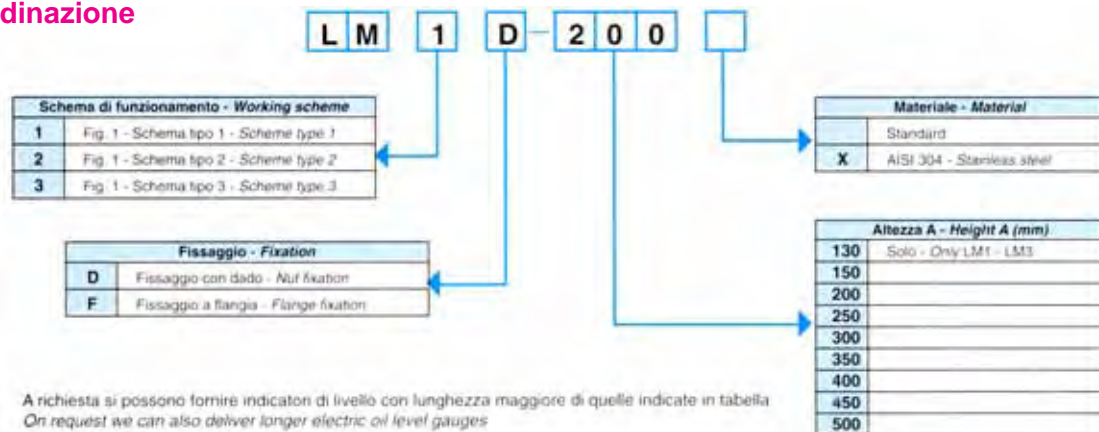 dinazione
L M 1 D - 2 0 0
Schema di funzionamento - Working scheme
1 Fig. 1 - Schema tipo 1 - Scheme type 1
2 Fig. 1 - Schema tipo 2 - Scheme type 2
3 Fig. 1 - Schema tipo 3 - Scheme type 3
Materiale - Material
Standard
X AISI 304 - Stainless steel
Fissaggio - Fixation
D Fissaggio con dado - Nut fixation
F Fissaggio a flangia - Flange fixation
Altezza A - Height A (mm)
130 Solo - Only LM1 - LM3
150
200
250
300
350
400
450
500
A richiesta si possono fornire indicatori di livello con lunghezza maggiore di quelle indicate in tabella
On request we can also deliver longer electric oil level gauges